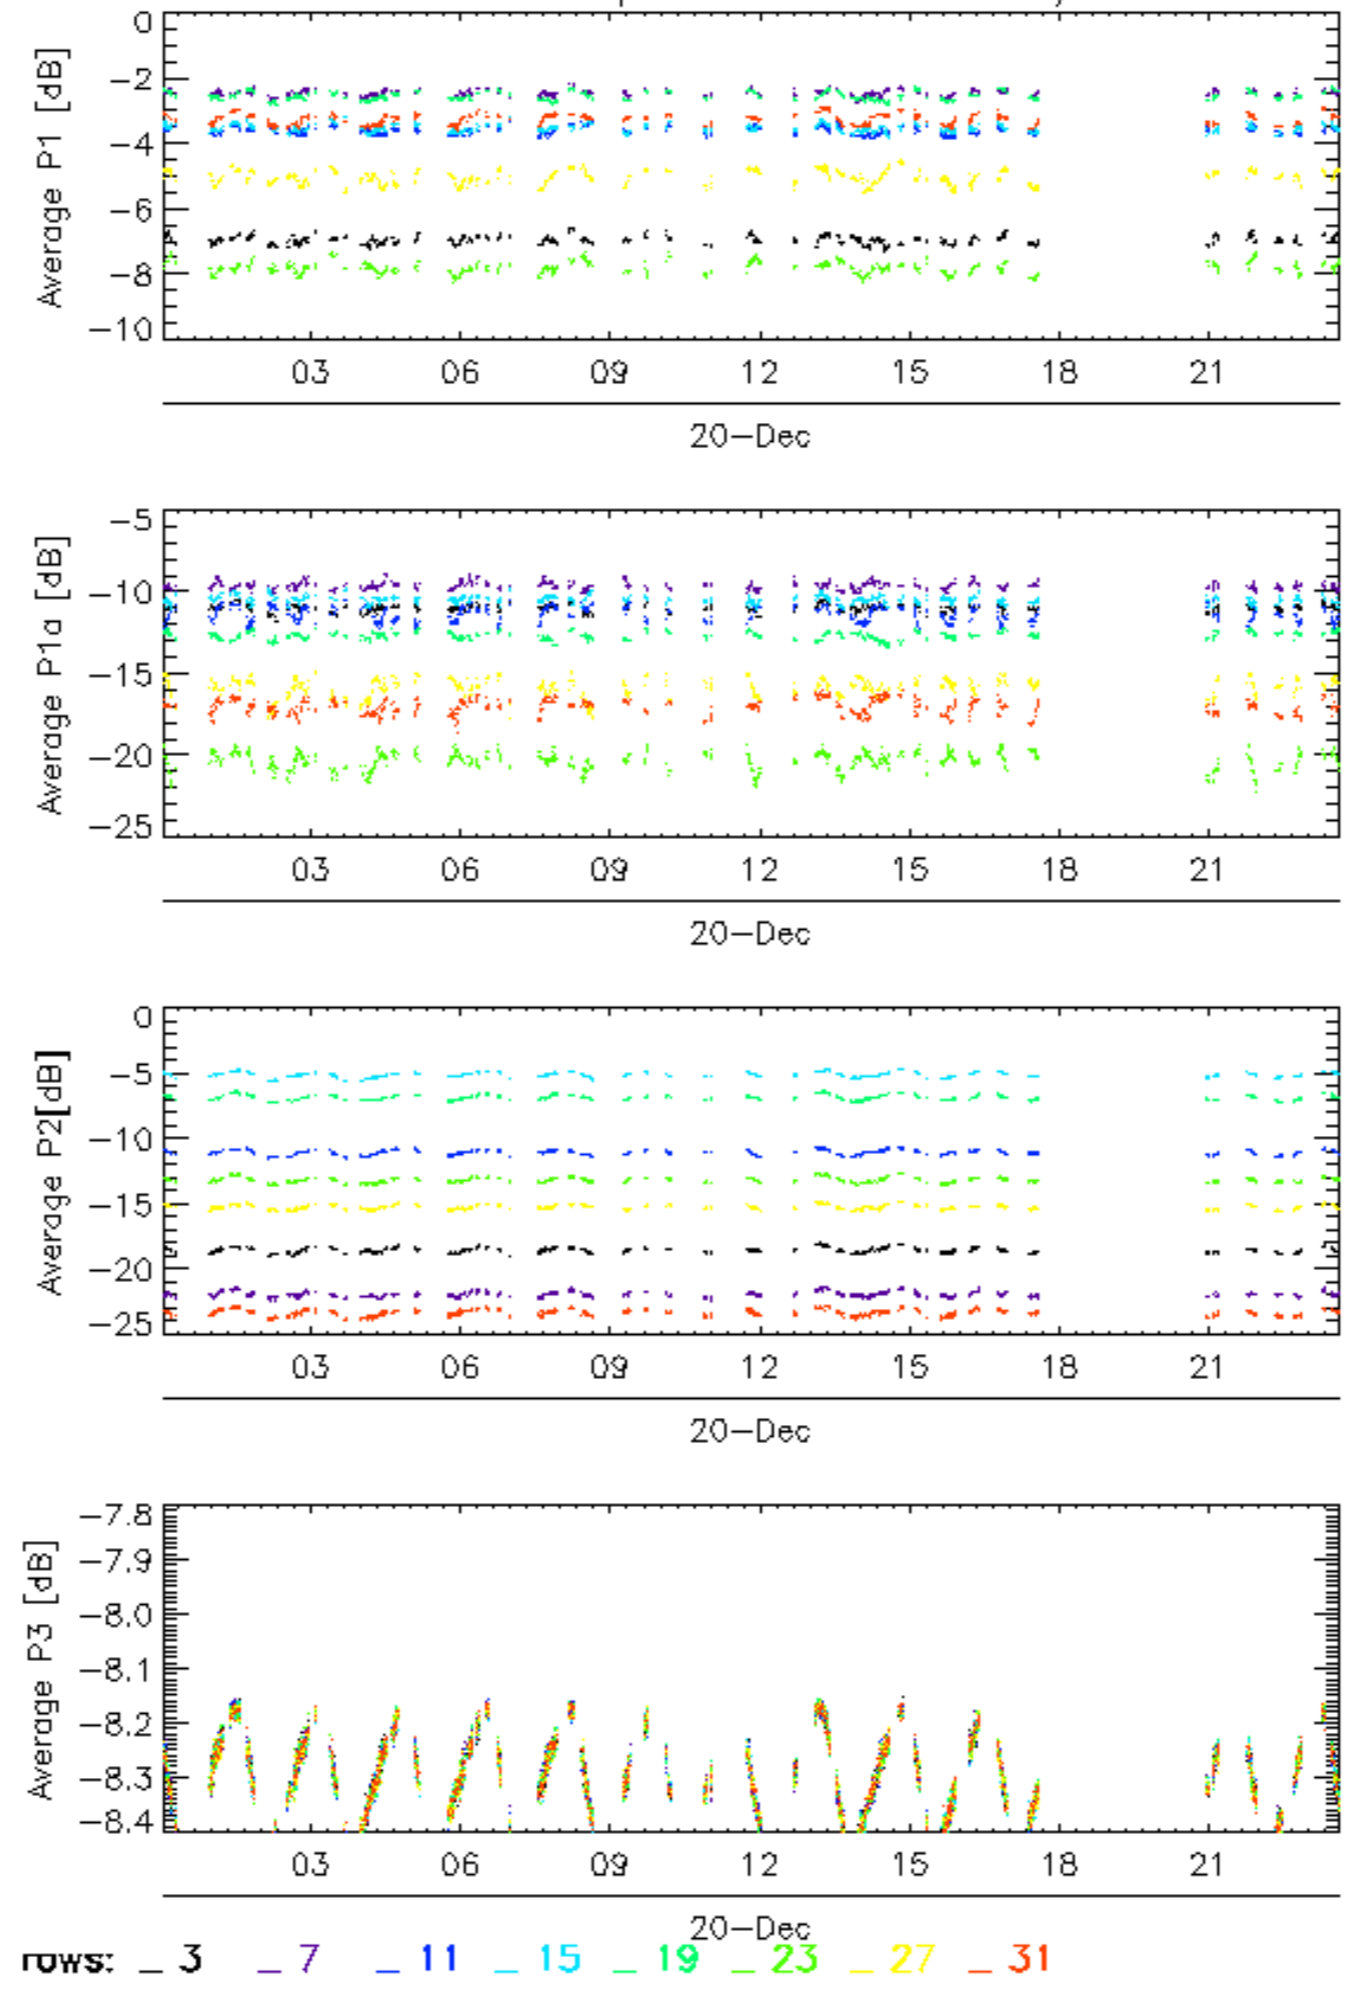 Average P1 [dB]
0
−2
−4
−6
−8
−10
03 06 09 12 15 18 21
20−Dec
Average P1a [dB]
−5
−10
−15
−20
−25
03 06 09 12 15 18 21
20−Dec
Average P2[dB]
0
−5
−10
−15
−20
−25
03 06 09 12 15 18 21
20−Dec
Average P3 [dB]
−7.8
−7.9
−8.0
−8.1
−8.2
−8.3
−8.4
03 06 09 12 15 18 21
20−Dec
rows: _ 3 _ 7 _ 11 _ 15 _ 19 _ 23 _ 27 _ 31